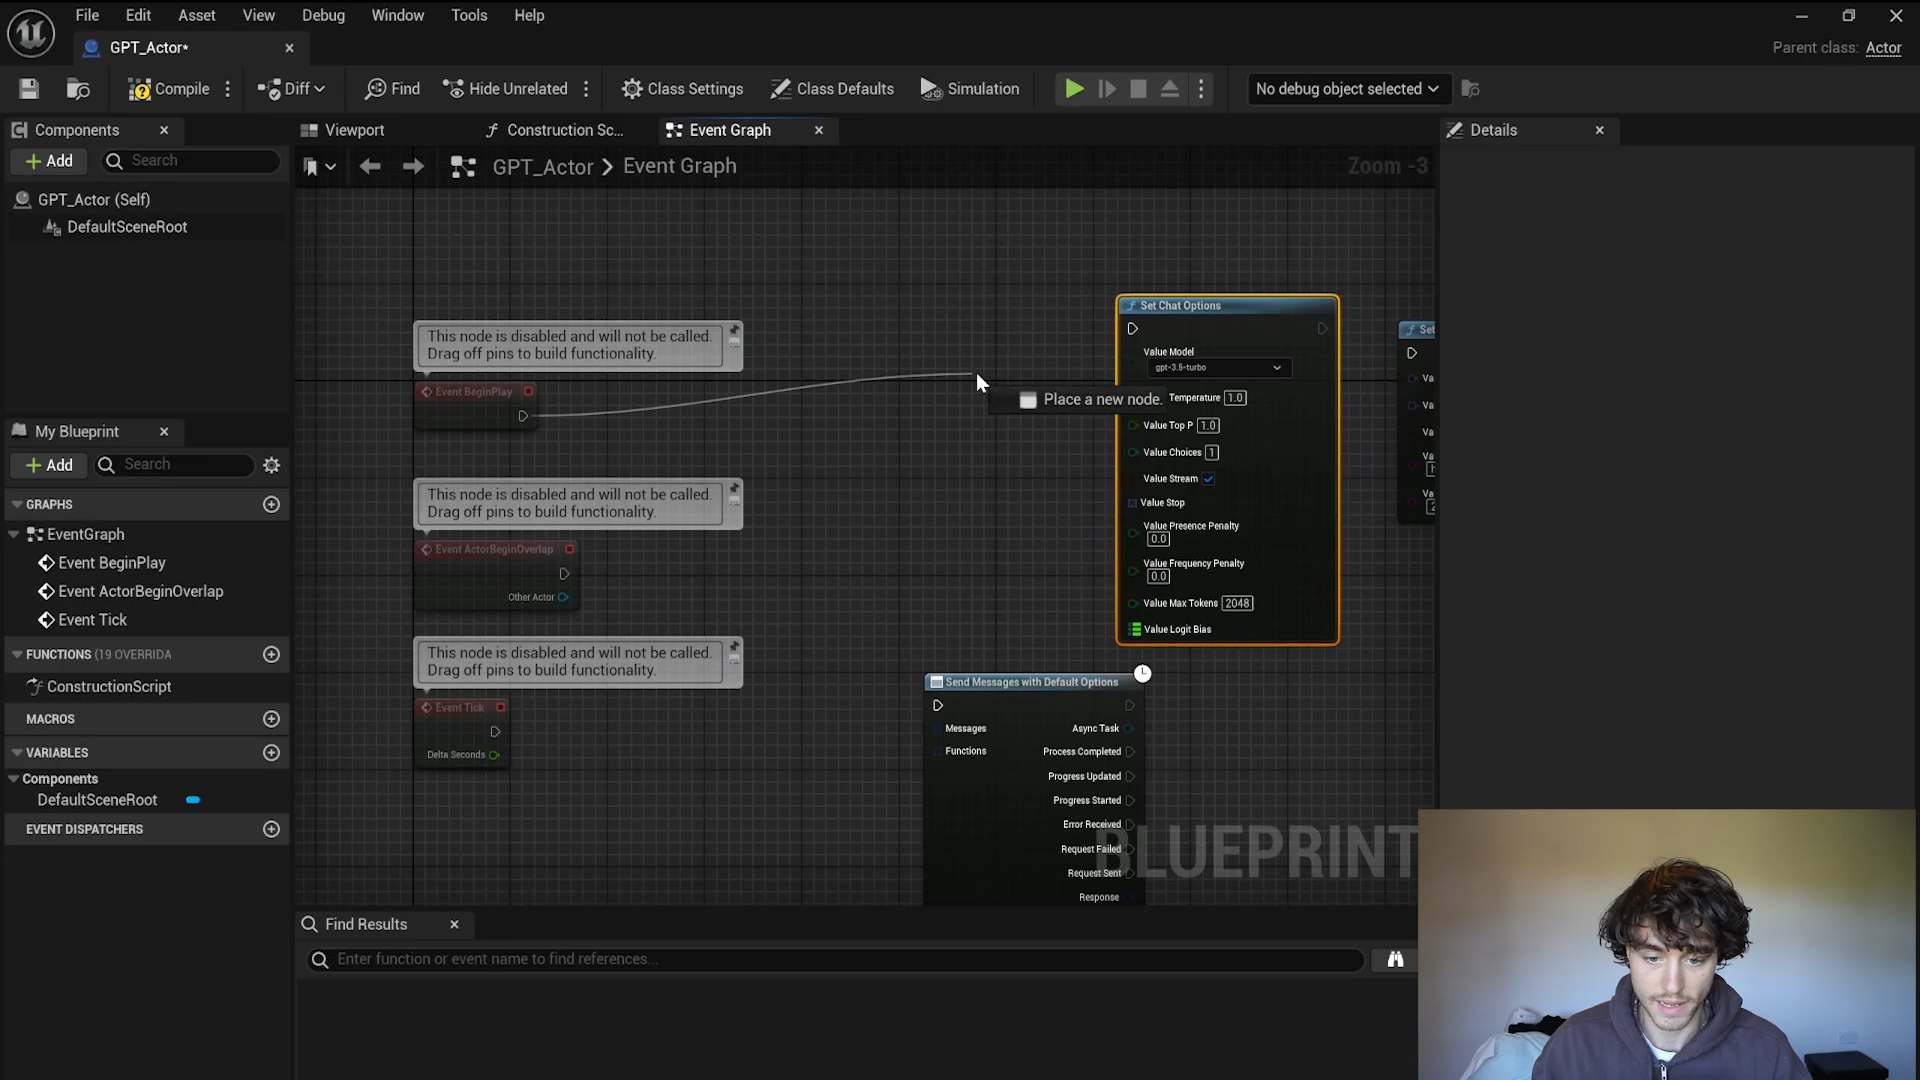 File Edit Asset View Debug Window Tools Help
GPT_Actor*
Parent class: Actor
Compile
Diff
Find
Hide Unrelated
Class Settings
Class Defaults
Simulation
No debug object selected
Components
Viewport
Construction Sc...
Event Graph
Details
Add
Search
GPT_Actor > Event Graph
Zoom -3
GPT_Actor (Self)
DefaultSceneRoot
My Blueprint
Add
Search
GRAPHS
EventGraph
Event BeginPlay
Event ActorBeginOverlap
Event Tick
FUNCTIONS (19 OVERRIDA
ConstructionScript
MACROS
VARIABLES
Components
DefaultSceneRoot
EVENT DISPATCHERS
This node is disabled and will not be called.
Drag off pins to build functionality.
Event BeginPlay
This node is disabled and will not be called.
Drag off pins to build functionality.
Event ActorBeginOverlap
Other Actor
This node is disabled and will not be called.
Drag off pins to build functionality.
Event Tick
Delta Seconds
Place a new node.
Set Chat Options
Value Model
gpt-3.5-turbo
Temperature 1.0
Value Top P 1.0
Value Choices 1
Value Stream
Value Stop
Value Presence Penalty
0.0
Value Frequency Penalty
0.0
Value Max Tokens 2048
Value Logit Bias
Set
Va
Va
Va
Va
Va
Send Messages with Default Options
Messages
Async Task
Functions
Process Completed
Progress Updated
Progress Started
Error Received
Request Failed
Request Sent
Response
BLUEPRINT
Find Results
Enter function or event name to find references...